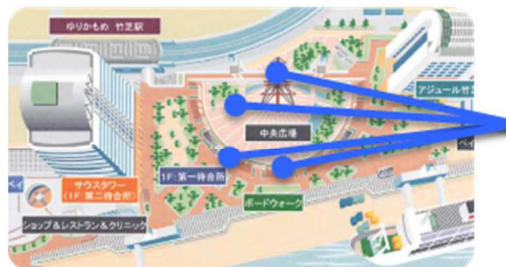 ゆりかもめ 竹芝駅
アジュール竹芝
中央広場
1F:第一待合所
ベイ
サウスタワー
(1F:第二待合所)
ボードウォーク
ショップ&レストラン&クリニック